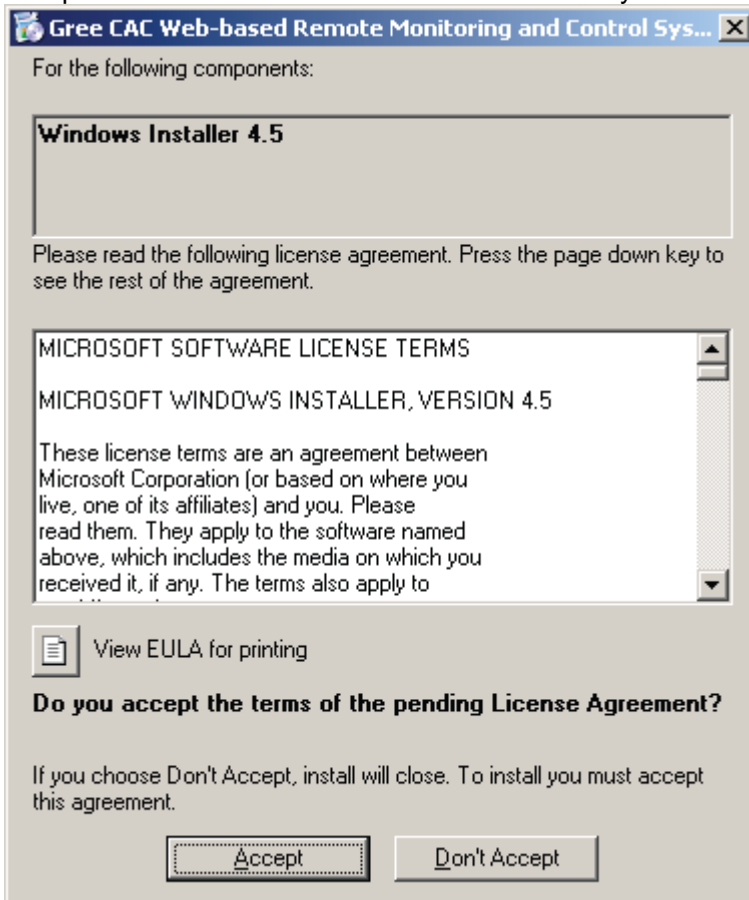 Gree CAC Web-based Remote Monitoring and Control Sys...
For the following components:
Windows Installer 4.5
Please read the following license agreement. Press the page down key to
see the rest of the agreement.
MICROSOFT SOFTWARE LICENSE TERMS
MICROSOFT WINDOWS INSTALLER, VERSION 4.5
These license terms are an agreement between
Microsoft Corporation (or based on where you
live, one of its affiliates) and you. Please
read them. They apply to the software named
above, which includes the media on which you
received it, if any. The terms also apply to
View EULA for printing
Do you accept the terms of the pending License Agreement?
If you choose Don't Accept, install will close. To install you must accept
this agreement.
Accept
Don't Accept